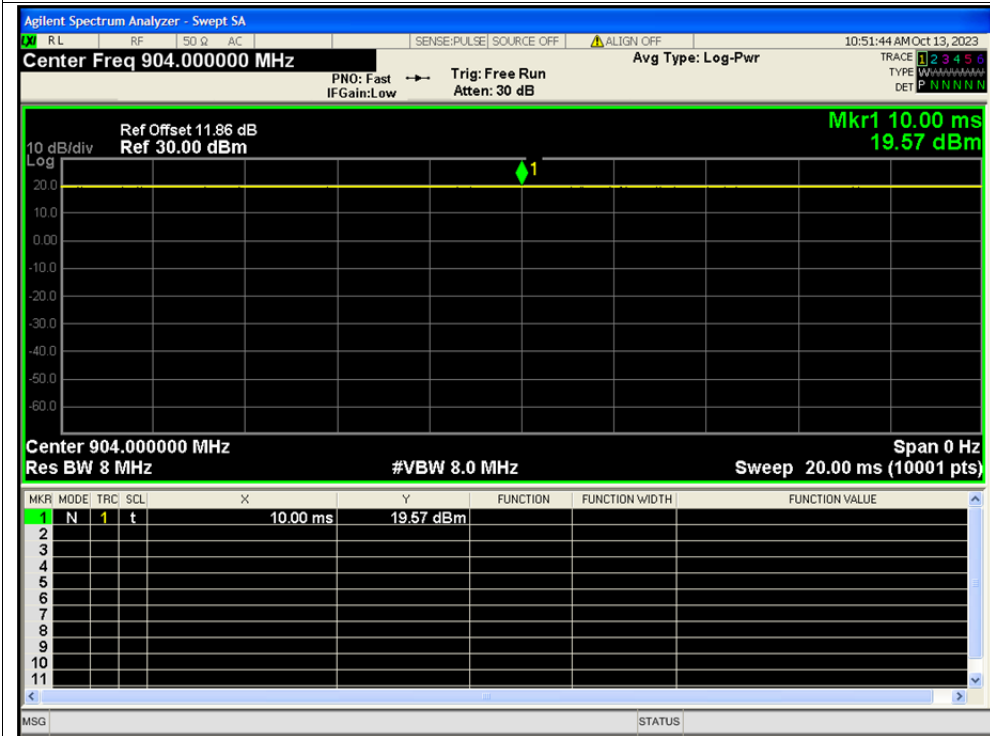 Agilent Spectrum Analyzer - Swept SA
LXI RL RF 50 Ω AC SENSE:PULSE SOURCE OFF ALIGN OFF 10:51:44 AM Oct 13, 2023
Center Freq 904.000000 MHz Avg Type: Log-Pwr TRACE 1 2 3 4 5 6
PNO: Fast Trig: Free Run TYPE WWWWWW
IFGain:Low Atten: 30 dB DET P N N N N N
Mkr1 10.00 ms
Ref Offset 11.86 dB
10 dB/div Ref 30.00 dBm 19.57 dBm
Log
1
20.0
10.0
0.00
-10.0
-20.0
-30.0
-40.0
-50.0
-60.0
Center 904.000000 MHz Span 0 Hz
Res BW 8 MHz #VBW 8.0 MHz Sweep 20.00 ms (10001 pts)
MKR MODE TRC SCL X Y FUNCTION FUNCTION WIDTH FUNCTION VALUE
1 N 1 t 10.00 ms 19.57 dBm
2
3
4
5
6
7
8
9
10
11
MSG STATUS